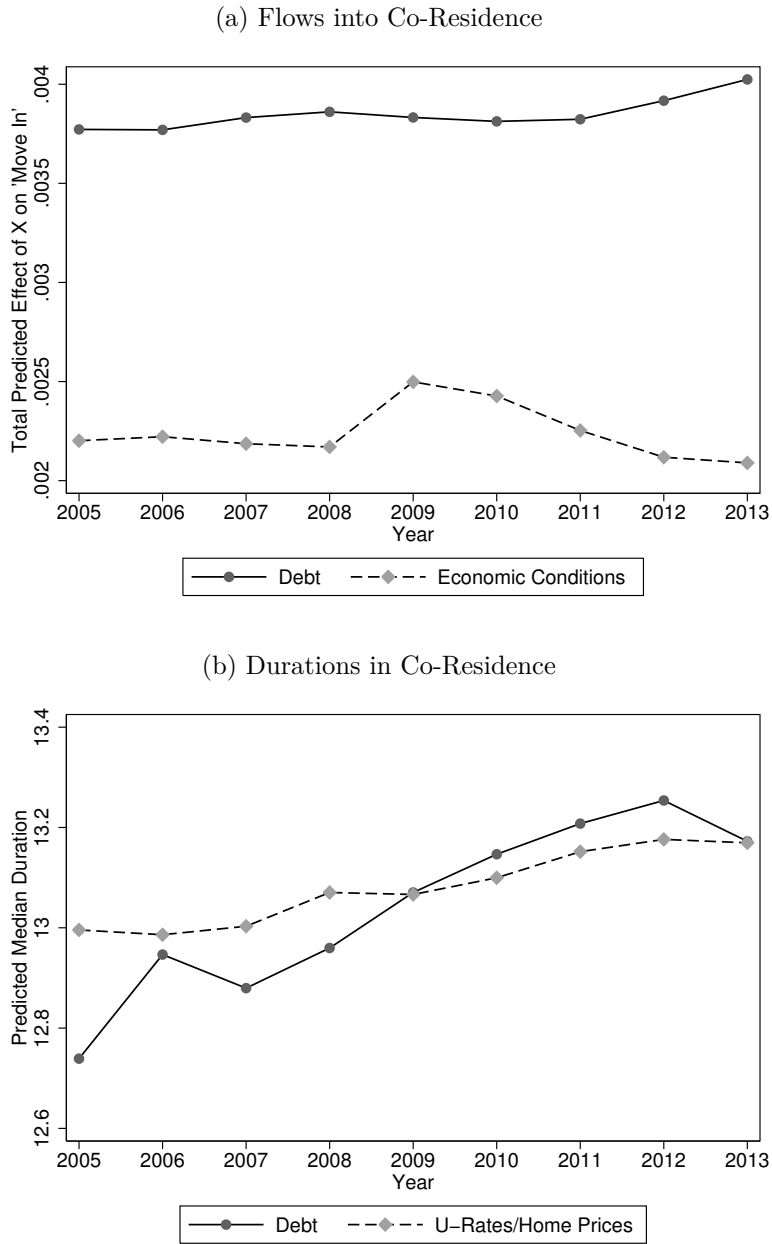 (a) Flows into Co-Residence
Total Predicted Effect of X on 'Move In'
.004
.0035
.003
.0025
.002
2005 2006 2007 2008 2009 2010 2011 2012 2013
Year
Debt Economic Conditions
(b) Durations in Co-Residence
Predicted Median Duration
13.4
13.2
13
12.8
12.6
2005 2006 2007 2008 2009 2010 2011 2012 2013
Year
Debt U−Rates/Home Prices